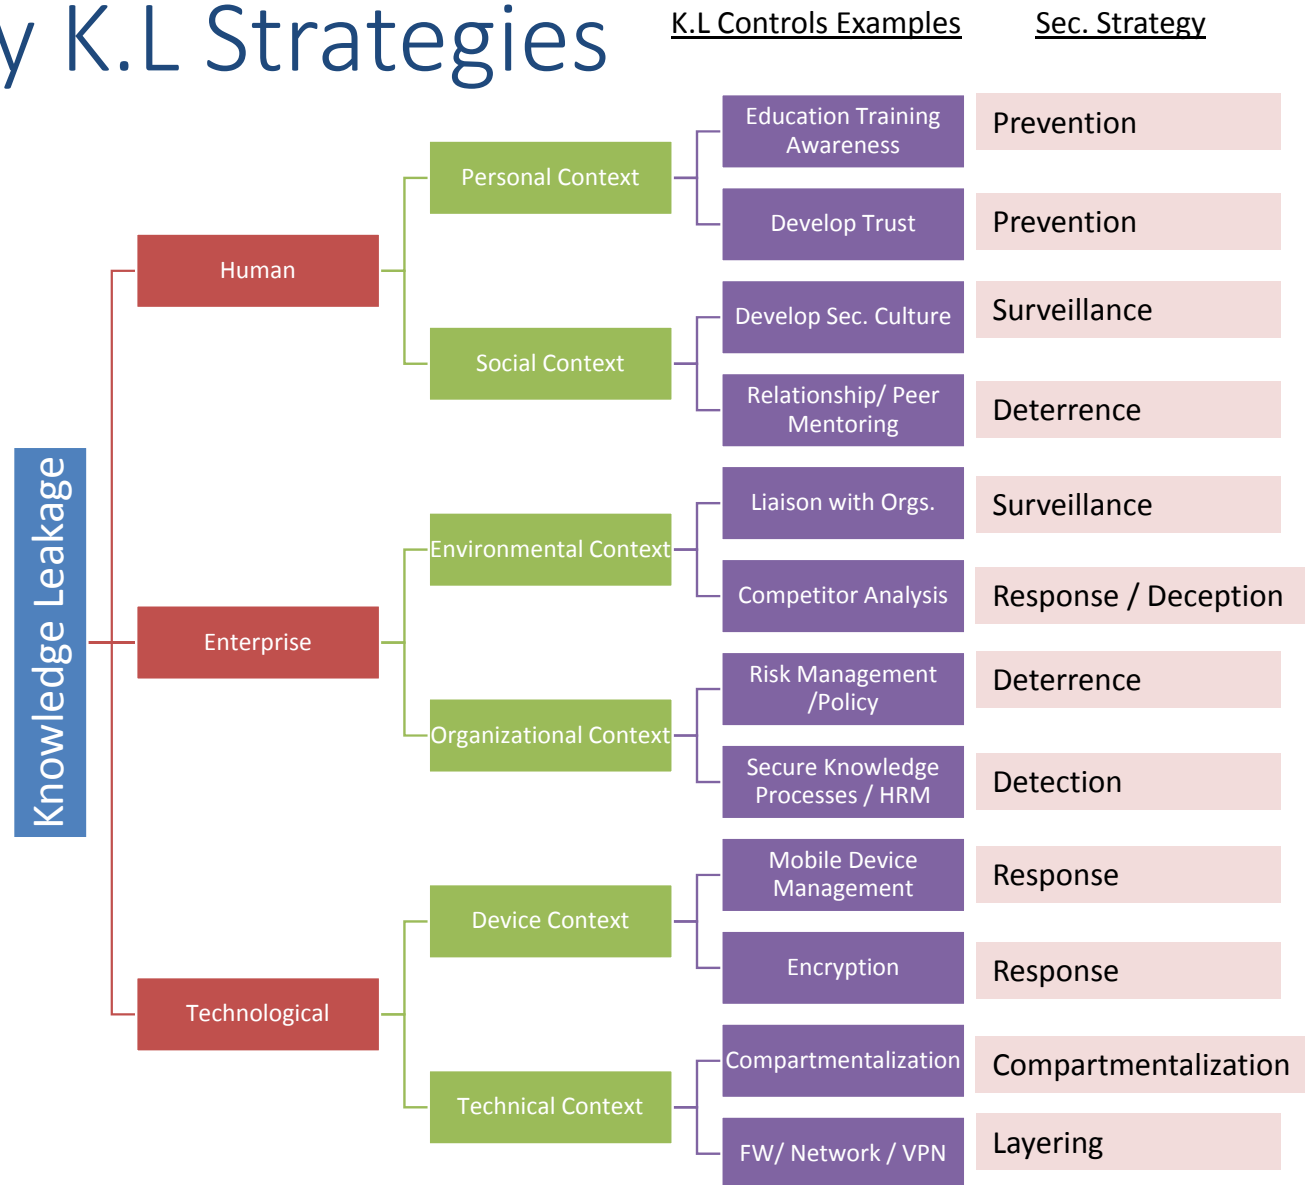 y K.L Strategies
K.L Controls Examples
Sec. Strategy
Knowledge Leakage
Human
Personal Context
Education Training
Awareness
Prevention
Develop Trust
Prevention
Social Context
Develop Sec. Culture
Surveillance
Relationship/ Peer
Mentoring
Deterrence
Enterprise
Environmental Context
Liaison with Orgs.
Surveillance
Competitor Analysis
Response / Deception
Organizational Context
Risk Management
/Policy
Deterrence
Secure Knowledge
Processes / HRM
Detection
Technological
Device Context
Mobile Device
Management
Response
Encryption
Response
Technical Context
Compartmentalization
Compartmentalization
FW/ Network / VPN
Layering